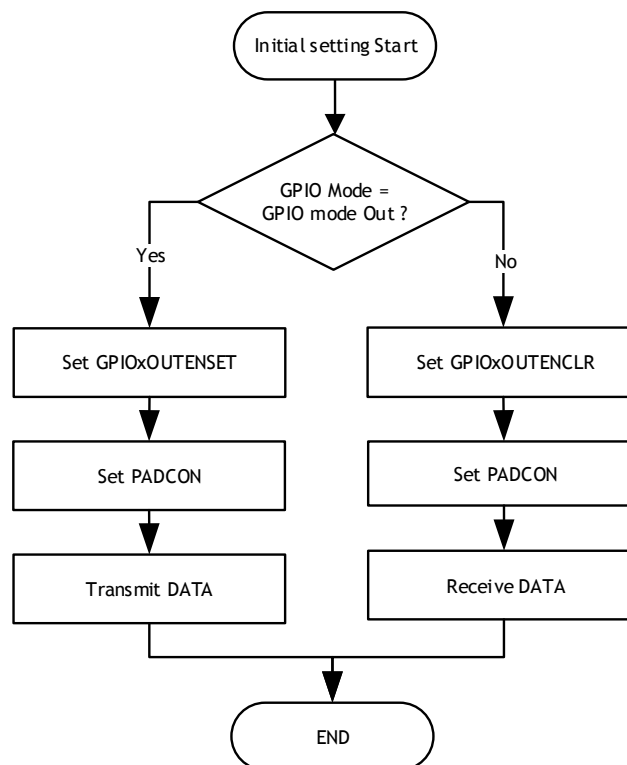 Initial setting Start
GPIO Mode =
GPIO mode Out ?
Yes
No
Set GPIOxOUTENSET
Set GPIOxOUTENCLR
Set PADCON
Set PADCON
Transmit DATA
Receive DATA
END